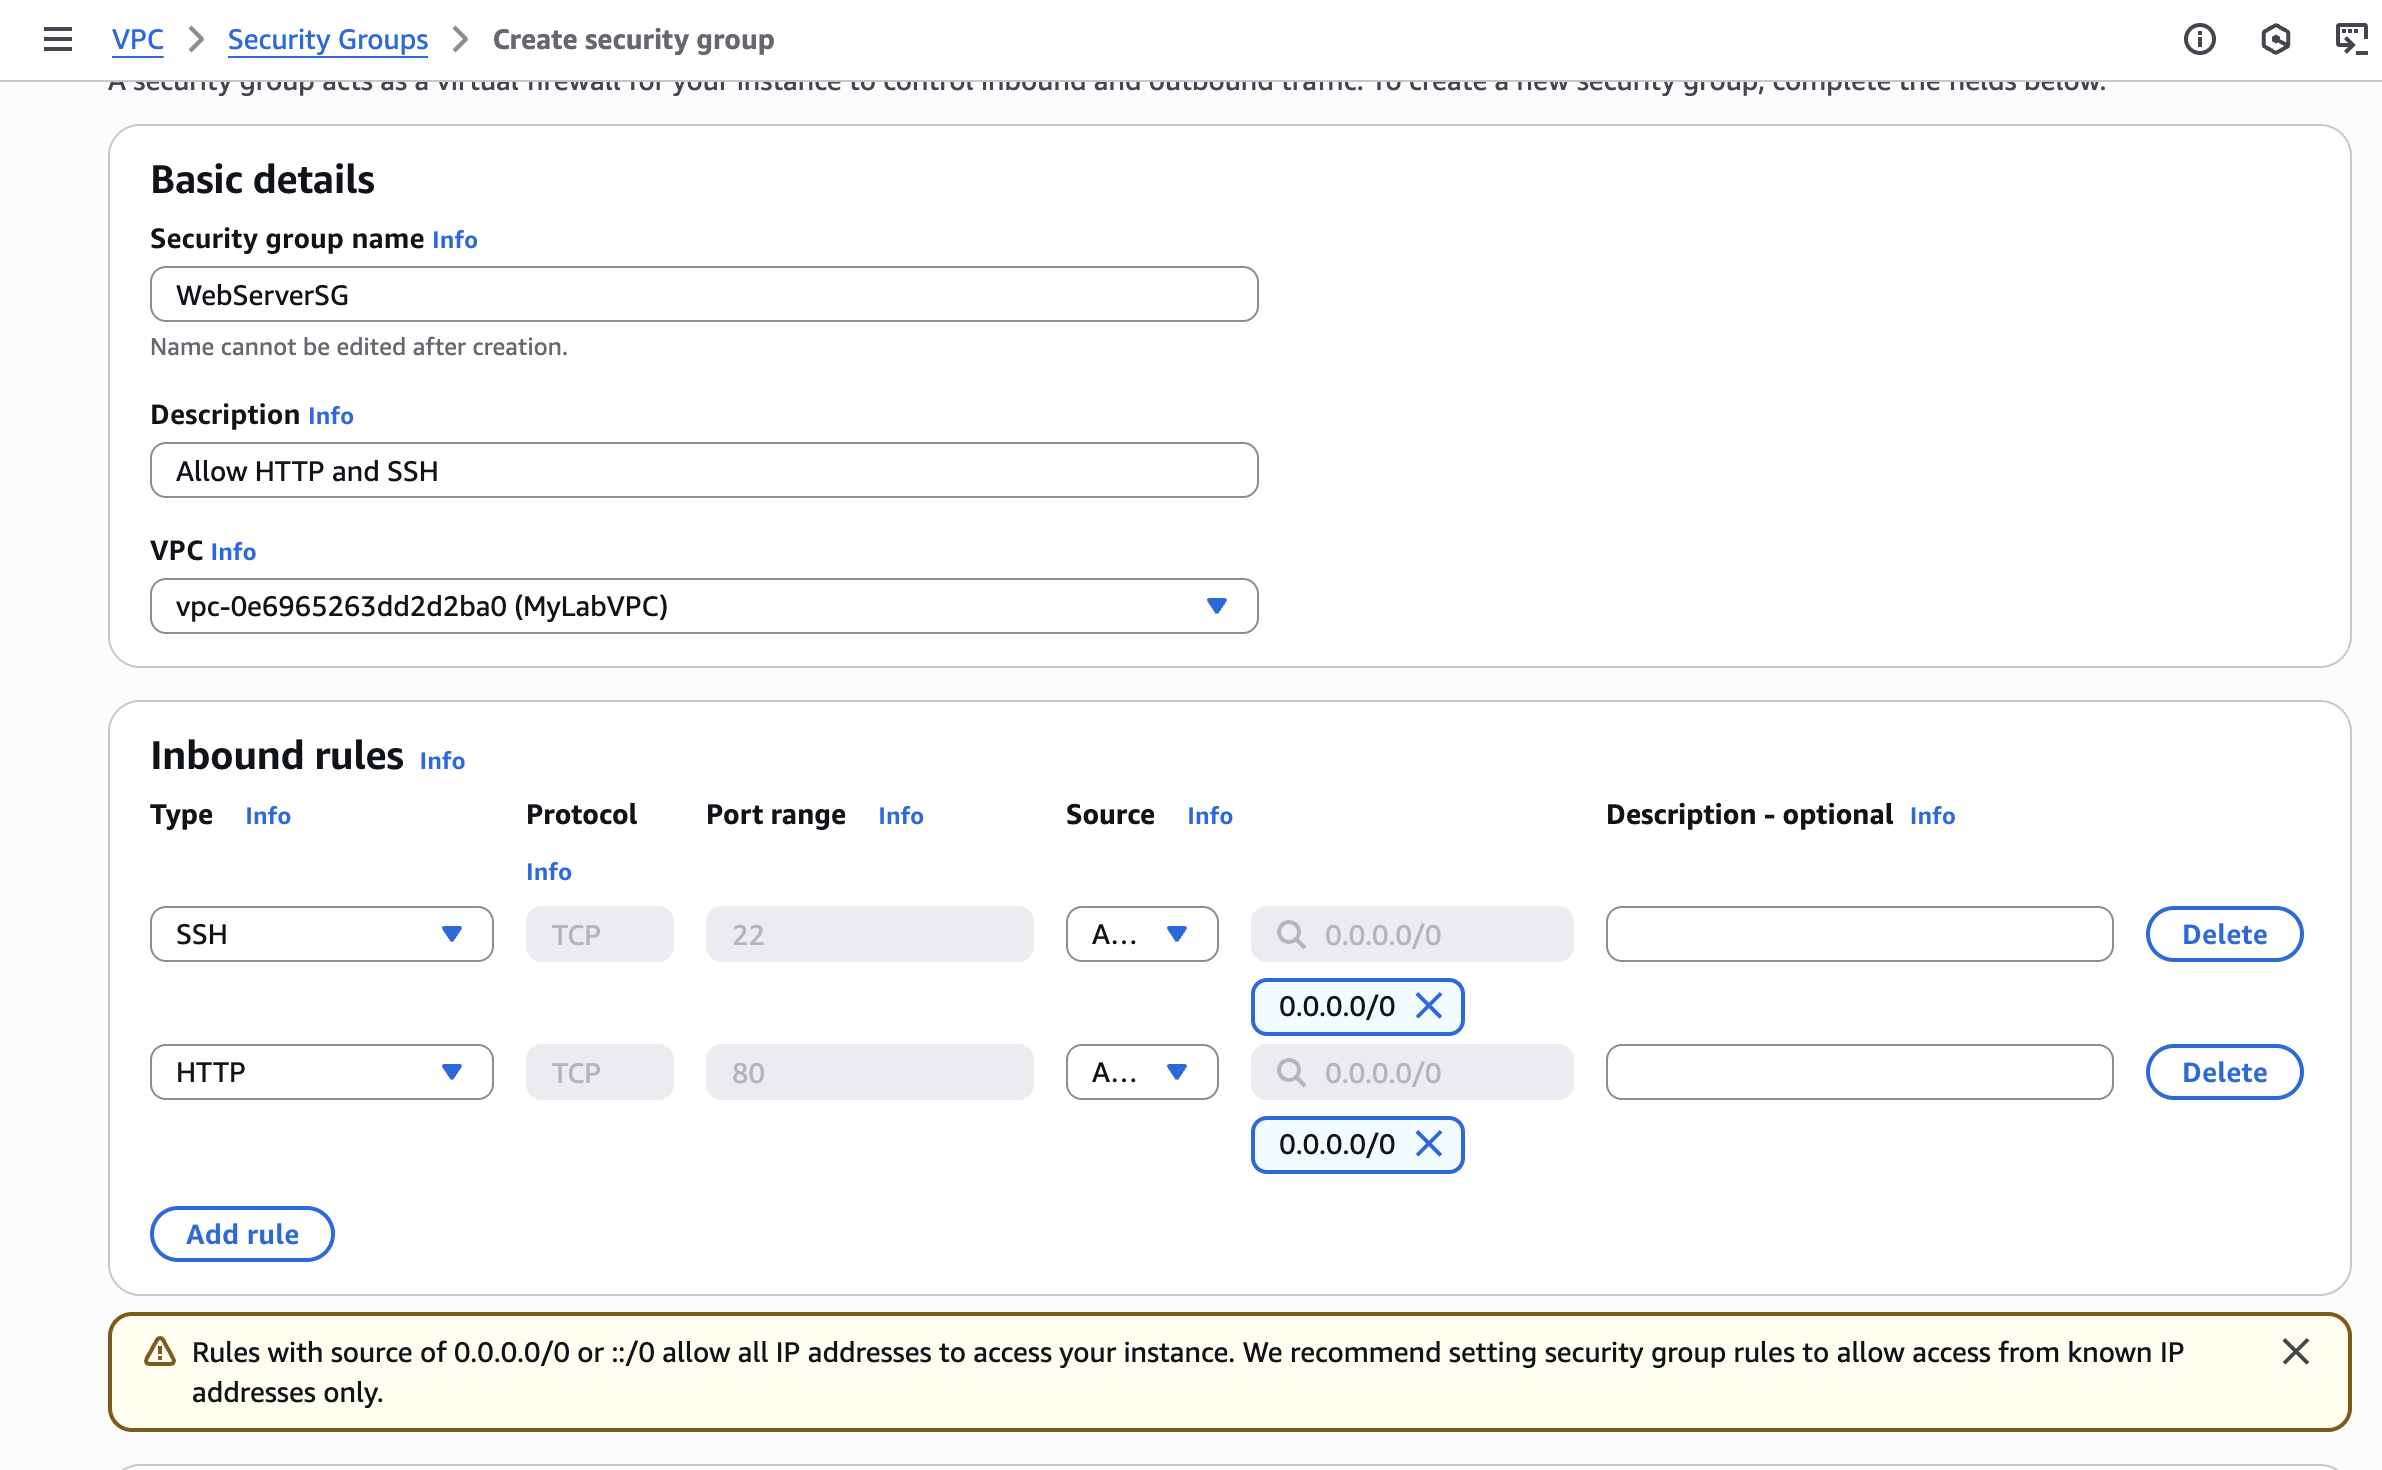 VPC > Security Groups > Create security group
A security group acts as a virtual firewall for your instance to control inbound and outbound traffic. To create a new security group, complete the fields below.
Basic details
Security group name Info
WebServerSG
Name cannot be edited after creation.
Description Info
Allow HTTP and SSH
VPC Info
vpc-0e6965263dd2d2ba0 (MyLabVPC)
Inbound rules Info
Type Info Protocol Info Port range Info Source Info Description - optional Info
SSH TCP 22 A... 0.0.0.0/0 Delete
0.0.0.0/0
HTTP TCP 80 A... 0.0.0.0/0 Delete
0.0.0.0/0
Add rule
Rules with source of 0.0.0.0/0 or ::/0 allow all IP addresses to access your instance. We recommend setting security group rules to allow access from known IP
addresses only.